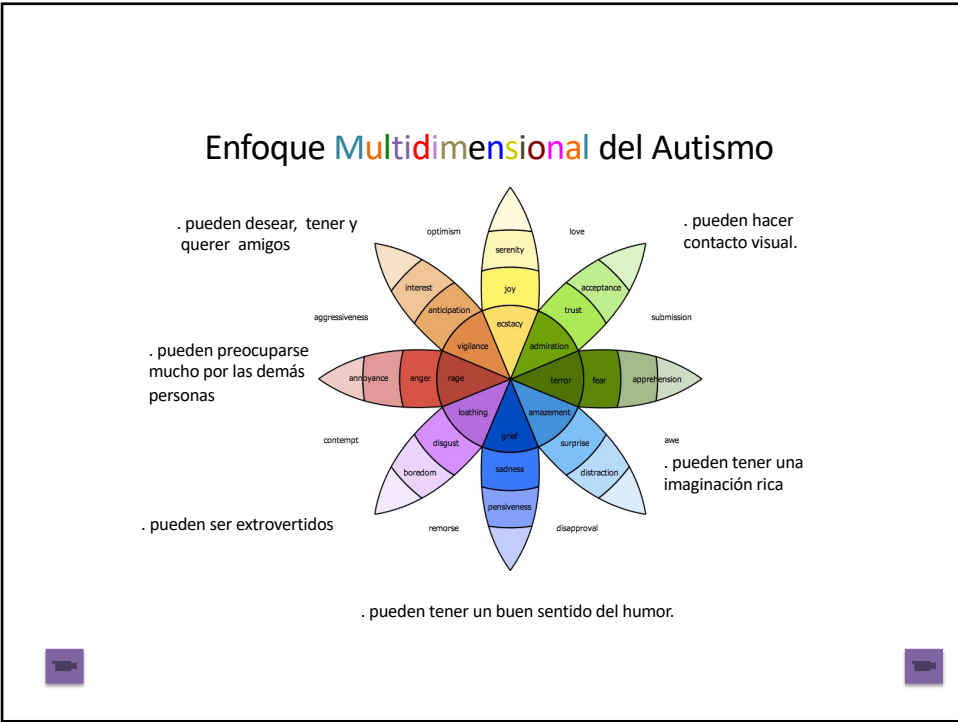 Enfoque Multidimensional del Autismo
. pueden desear, tener y
querer amigos
optimism
love
. pueden hacer
contacto visual.
serenity
interest
acceptance
joy
anticipation
trust
aggressiveness
submission
ecstacy
vigilance
admiration
. pueden preocuparse
mucho por las demás
personas
annoyance
anger
rage
terror
fear
apprehension
loathing
amazement
grief
contempt
disgust
surprise
awe
boredom
sadness
distraction
. pueden tener una
imaginación rica
pensiveness
. pueden ser extrovertidos
remorse
disapproval
. pueden tener un buen sentido del humor.